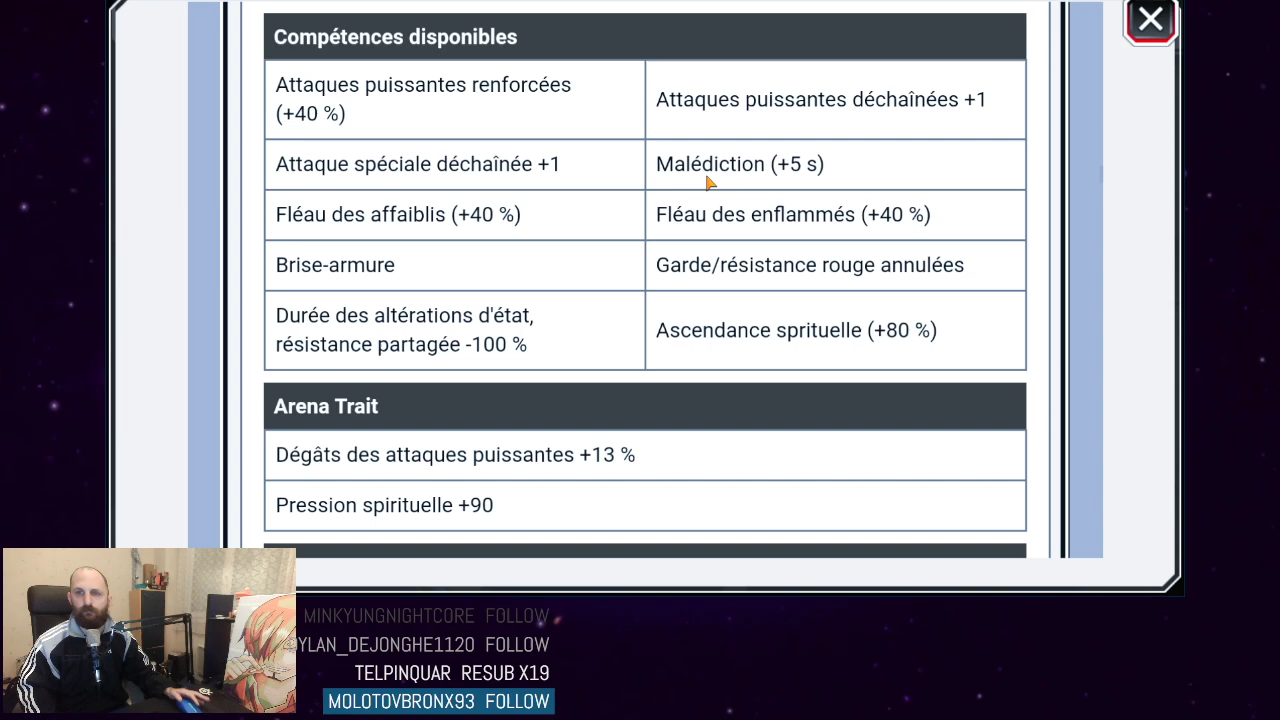 Compétences disponibles
Attaques puissantes renforcées
(+40 %)
Attaques puissantes déchaînées +1
Attaque spéciale déchaînée +1
Malédiction (+5 s)
Fléau des affaiblis (+40 %)
Fléau des enflammés (+40 %)
Brise-armure
Garde/résistance rouge annulées
Durée des altérations d'état,
résistance partagée -100 %
Ascendance sprituelle (+80 %)
Arena Trait
Dégâts des attaques puissantes +13 %
Pression spirituelle +90
MINKYUNGNIGHTCORE FOLLOW
YLAN_DEJONGHE1120 FOLLOW
TELPINQUAR RESUB X19
MOLOTOVBRONX93 FOLLOW